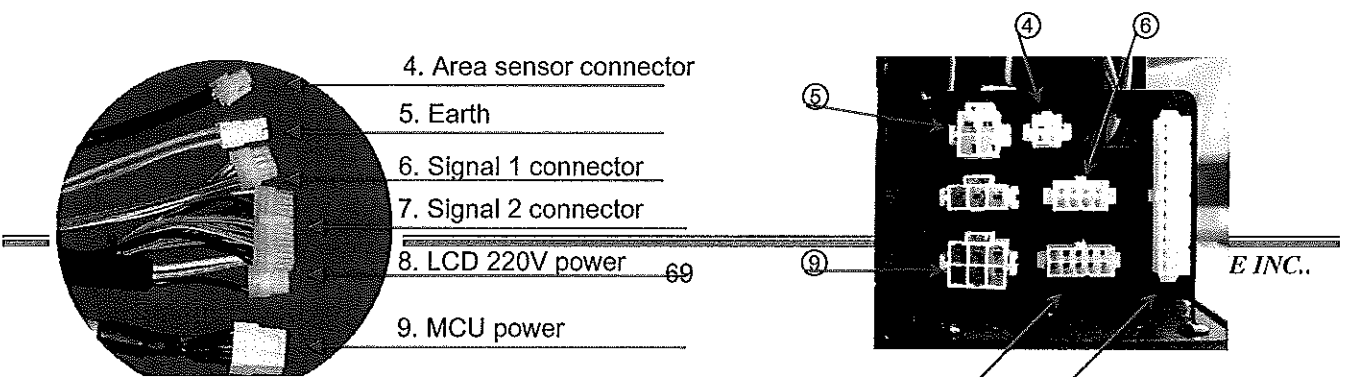 ④ ⑥
4. Area sensor connector
⑤
5. Earth
6. Signal 1 connector
7. Signal 2 connector
8. LCD 220V power
69
⑨
E INC..
9. MCU power